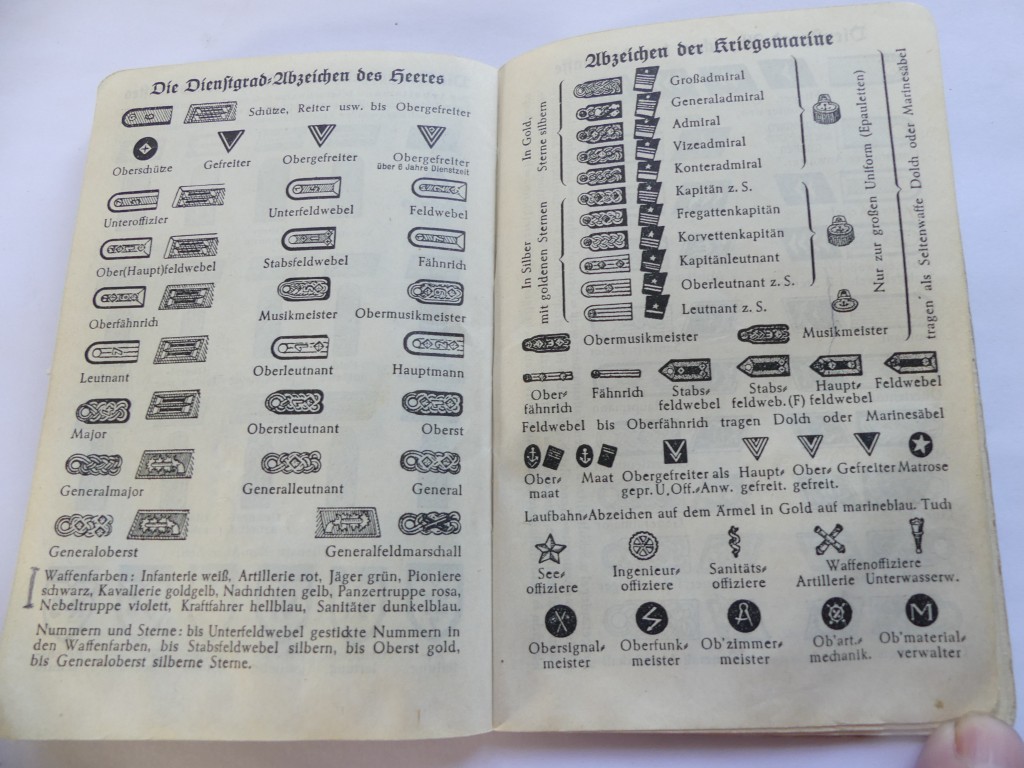 Die Dienstgrad-Abzeichen des Heeres
Schütze, Reiter usw. bis Obergefreiter
Oberschütze
Gefreiter
Obergefreiter
Obergefreiter
über 6 Jahre Dienstzeit
Unteroffizier
Unterfeldwebel
Feldwebel
Ober(Haupt)feldwebel
Stabsfeldwebel
Fähnrich
Oberfähnrich
Musikmeister
Obermusikmeister
Leutnant
Oberleutnant
Hauptmann
Major
Oberstleutnant
Oberst
Generalmajor
Generalleutnant
General
Generaloberst
Generalfeldmarschall
Waffenfarben: Infanterie weiß, Artillerie rot, Jäger grün, Pioniere
schwarz, Kavallerie goldgelb, Nachrichten gelb, Panzertruppe rosa,
Nebeltruppe violett, Kraftfahrer hellblau, Sanitäter dunkelblau.
Nummern und Sterne: bis Unterfeldwebel gestickte Nummern in
den Waffenfarben, bis Stabsfeldwebel silbern, bis Oberst gold,
bis Generaloberst silberne Sterne.
Abzeichen der Kriegsmarine
In Gold,
Sterne silbern
In Silber
mit goldenen Sternen
Großadmiral
Generaladmiral
Admiral
Vizeadmiral
Konteradmiral
Kapitän z. S.
Fregattenkapitän
Korvettenkapitän
Kapitänleutnant
Oberleutnant z. S.
Leutnant z. S.
Nur zur großen Uniform (Epauletten)
tragen als Seitenwaffe Dolch oder Marinesäbel
Obermusikmeister
Musikmeister
Ober-
fähnrich
Fähnrich
Stabs-
feldwebel
Stabs-
feldweb.(F)
Haupt-
feldwebel
Feldwebel
Feldwebel bis Oberfähnrich tragen Dolch oder Marinesäbel
Ober-
maat
Maat
Obergefreiter als
gepr. U. Off.-Anw.
Haupt-
gefreit.
Ober-
gefreit.
Gefreiter
Matrose
Laufbahn-Abzeichen auf dem Ärmel in Gold auf marineblau. Tuch
See-
offiziere
Ingenieur-
offiziere
Sanitäts-
offiziere
Waffenoffiziere
Artillerie Unterwasserw.
Obersignal-
meister
Oberfunk-
meister
Ob'zimmer-
meister
Ob'art.-
mechanik.
Ob'material-
verwalter